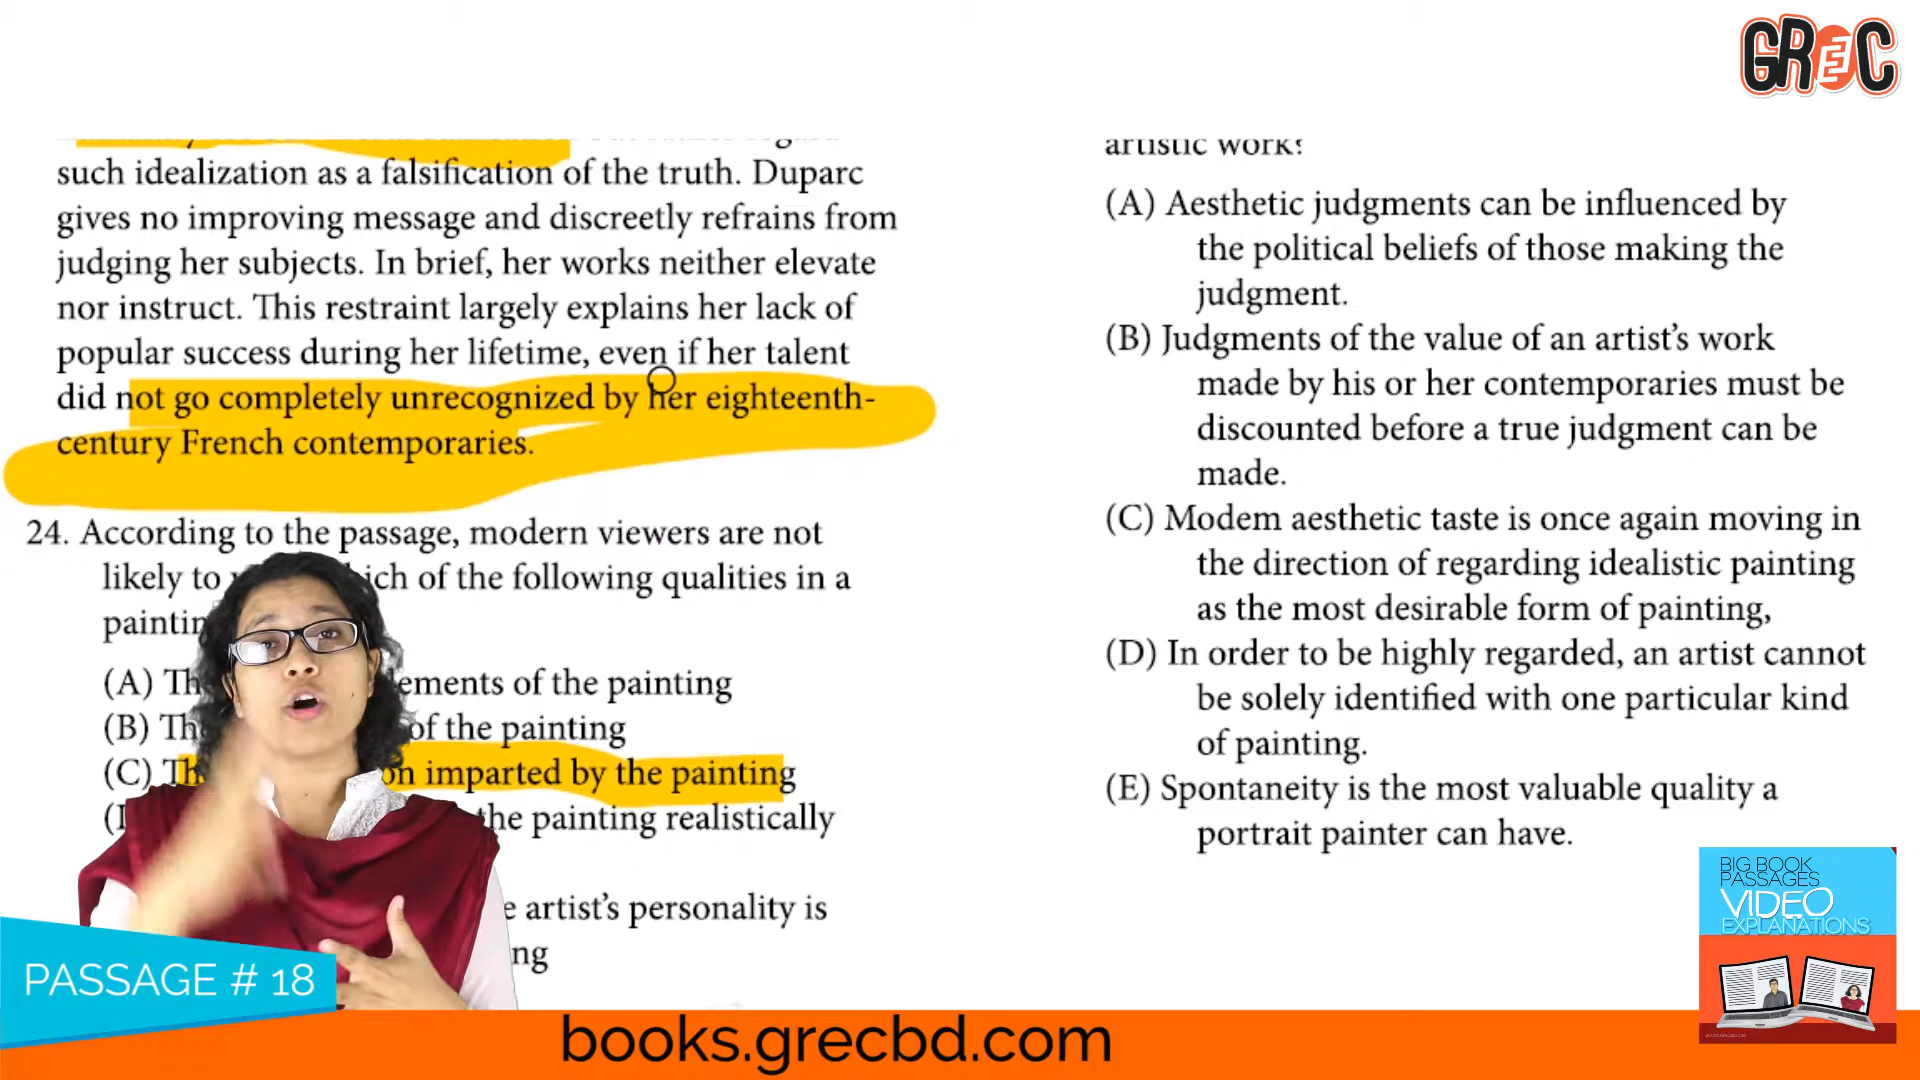 GREC
such idealization as a falsification of the truth. Duparc
gives no improving message and discreetly refrains from
judging her subjects. In brief, her works neither elevate
nor instruct. This restraint largely explains her lack of
popular success during her lifetime, even if her talent
did not go completely unrecognized by her eighteenth-
century French contemporaries.
24. According to the passage, modern viewers are not
likely to ich of the following qualities in a
paintin
(A) Th ements of the painting
(B) Th of the painting
(C) Th on imparted by the painting
the painting realistically
e artist's personality is
ng
artistic work?
(A) Aesthetic judgments can be influenced by
the political beliefs of those making the
judgment.
(B) Judgments of the value of an artist's work
made by his or her contemporaries must be
discounted before a true judgment can be
made.
(C) Modem aesthetic taste is once again moving in
the direction of regarding idealistic painting
as the most desirable form of painting,
(D) In order to be highly regarded, an artist cannot
be solely identified with one particular kind
of painting.
(E) Spontaneity is the most valuable quality a
portrait painter can have.
BIG BOOK
PASSAGES
VIDEO
EXPLANATIONS
PASSAGE # 18
books.grecbd.com